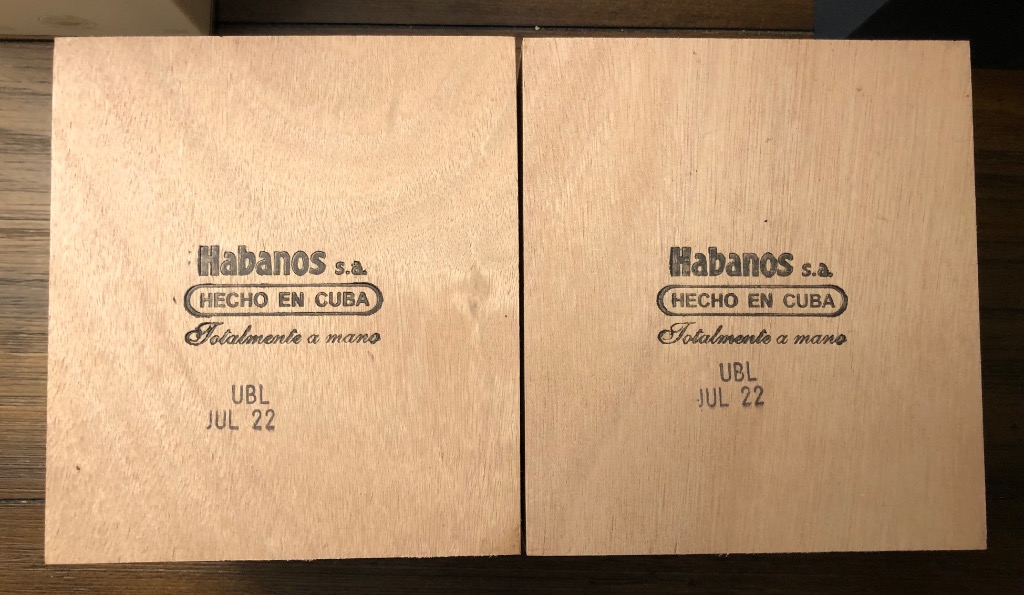 Habanos s.a.
HECHO EN CUBA
Totalmente a mano
UBL
JUL 22
Habanos s.a.
HECHO EN CUBA
Totalmente a mano
UBL
JUL 22